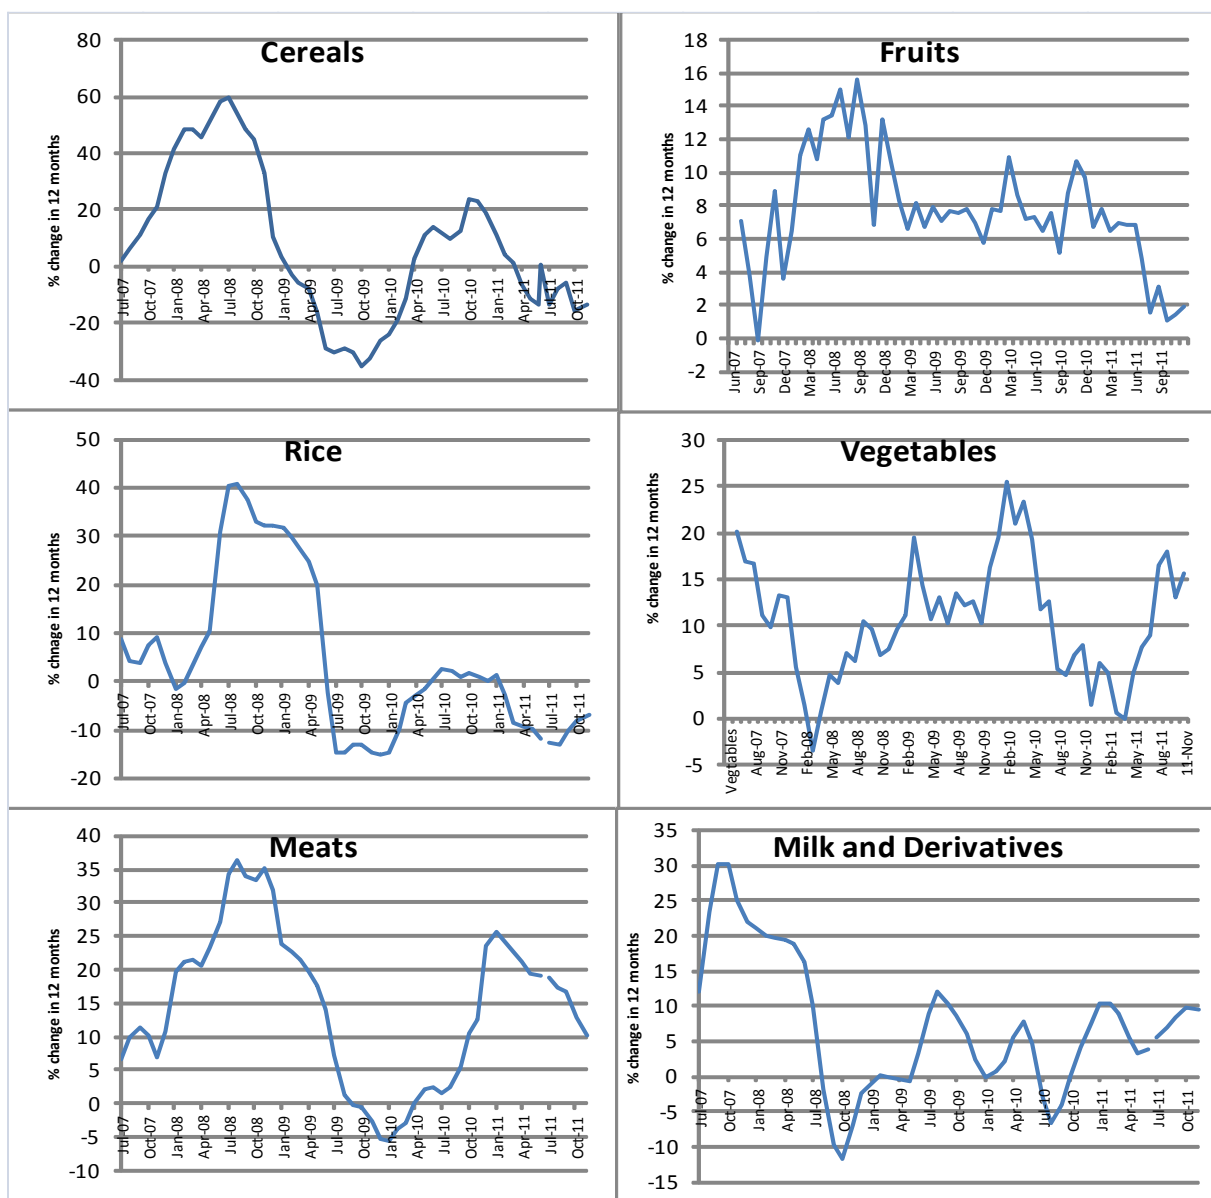 Cereals
% change in 12 months
80
60
40
20
0
-20
-40
Jul-07
Oct-07
Jan-08
Apr-08
Jul-08
Oct-08
Jan-09
Apr-09
Jul-09
Oct-09
Jan-10
Apr-10
Jul-10
Oct-10
Jan-11
Apr-11
Jul-11
Oct-11
Fruits
% change in 12 months
18
16
14
12
10
8
6
4
2
0
-2
Jun-07
Sep-07
Dec-07
Mar-08
Jun-08
Sep-08
Dec-08
Mar-09
Jun-09
Sep-09
Dec-09
Mar-10
Jun-10
Sep-10
Dec-10
Mar-11
Jun-11
Sep-11
Rice
% chnage in 12 months
50
40
30
20
10
0
-10
-20
Jul-07
Oct-07
Jan-08
Apr-08
Jul-08
Oct-08
Jan-09
Apr-09
Jul-09
Oct-09
Jan-10
Apr-10
Jul-10
Oct-10
Jan-11
Apr-11
Jul-11
Oct-11
Vegetables
% change in 12 months
30
25
20
15
10
5
0
-5
Vegtables
Aug-07
Nov-07
Feb-08
May-08
Aug-08
Nov-08
Feb-09
May-09
Aug-09
Nov-09
Feb-10
May-10
Aug-10
Nov-10
Feb-11
May-11
Aug-11
11-Nov
Meats
% change in 12 months
40
35
30
25
20
15
10
5
0
-5
-10
Jul-07
Oct-07
Jan-08
Apr-08
Jul-08
Oct-08
Jan-09
Apr-09
Jul-09
Oct-09
Jan-10
Apr-10
Jul-10
Oct-10
Jan-11
Apr-11
Jul-11
Oct-11
Milk and Derivatives
% change in 12 months
35
30
25
20
15
10
5
0
-5
-10
-15
Jul-07
Oct-07
Jan-08
Apr-08
Jul-08
Oct-08
Jan-09
Apr-09
Jul-09
Oct-09
Jan-10
Apr-10
Jul-10
Oct-10
Jan-11
Apr-11
Jul-11
Oct-11